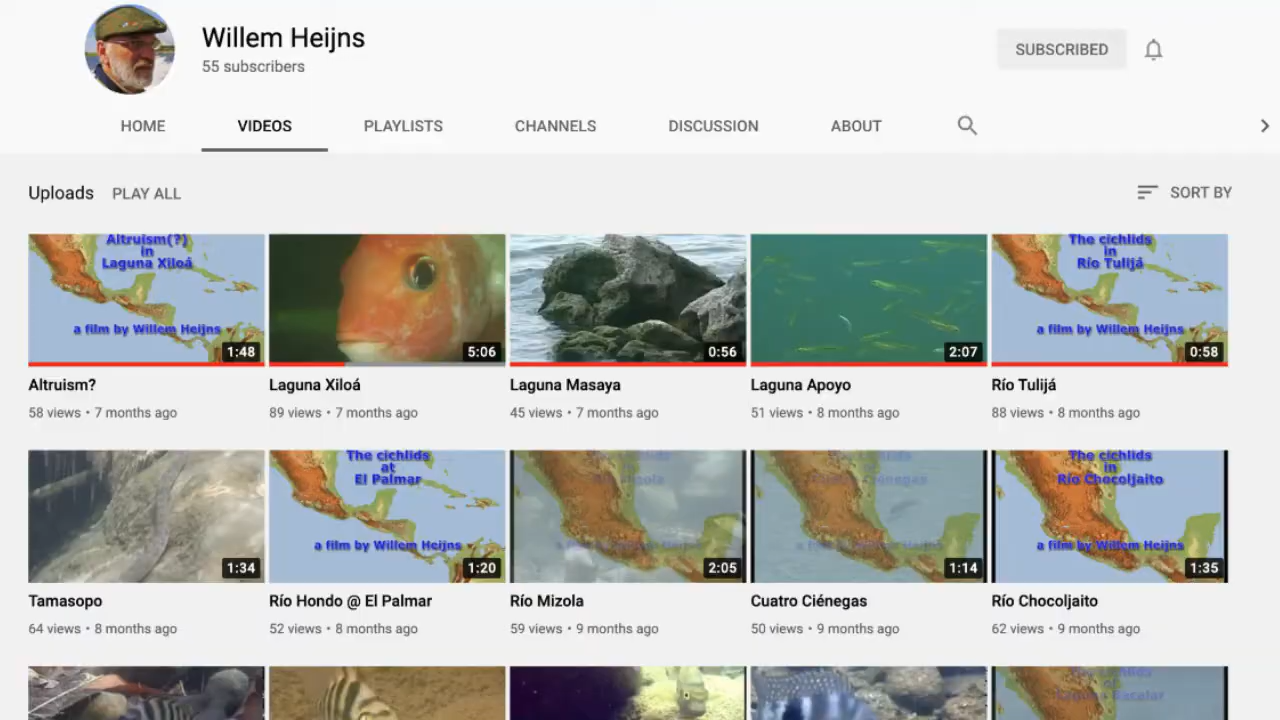 Willem Heijns
55 subscribers
SUBSCRIBED
HOME VIDEOS PLAYLISTS CHANNELS DISCUSSION ABOUT
Uploads PLAY ALL
SORT BY
Altruism(?)
in
Laguna Xiloá
a film by Willem Heijns
1:48
5:06
0:56
2:07
The cichlids
in
Río Tulijá
a film by Willem Heijns
0:58
Altruism?
58 views • 7 months ago
Laguna Xiloá
89 views • 7 months ago
Laguna Masaya
45 views • 7 months ago
Laguna Apoyo
51 views • 8 months ago
Río Tulijá
88 views • 8 months ago
1:34
The cichlids
at
El Palmar
a film by Willem Heijns
1:20
2:05
1:14
The cichlids
in
Río Chocoljaito
a film by Willem Heijns
1:35
Tamasopo
64 views • 8 months ago
Río Hondo @ El Palmar
52 views • 8 months ago
Río Mizola
59 views • 9 months ago
Cuatro Ciénegas
50 views • 9 months ago
Río Chocoljaito
62 views • 9 months ago